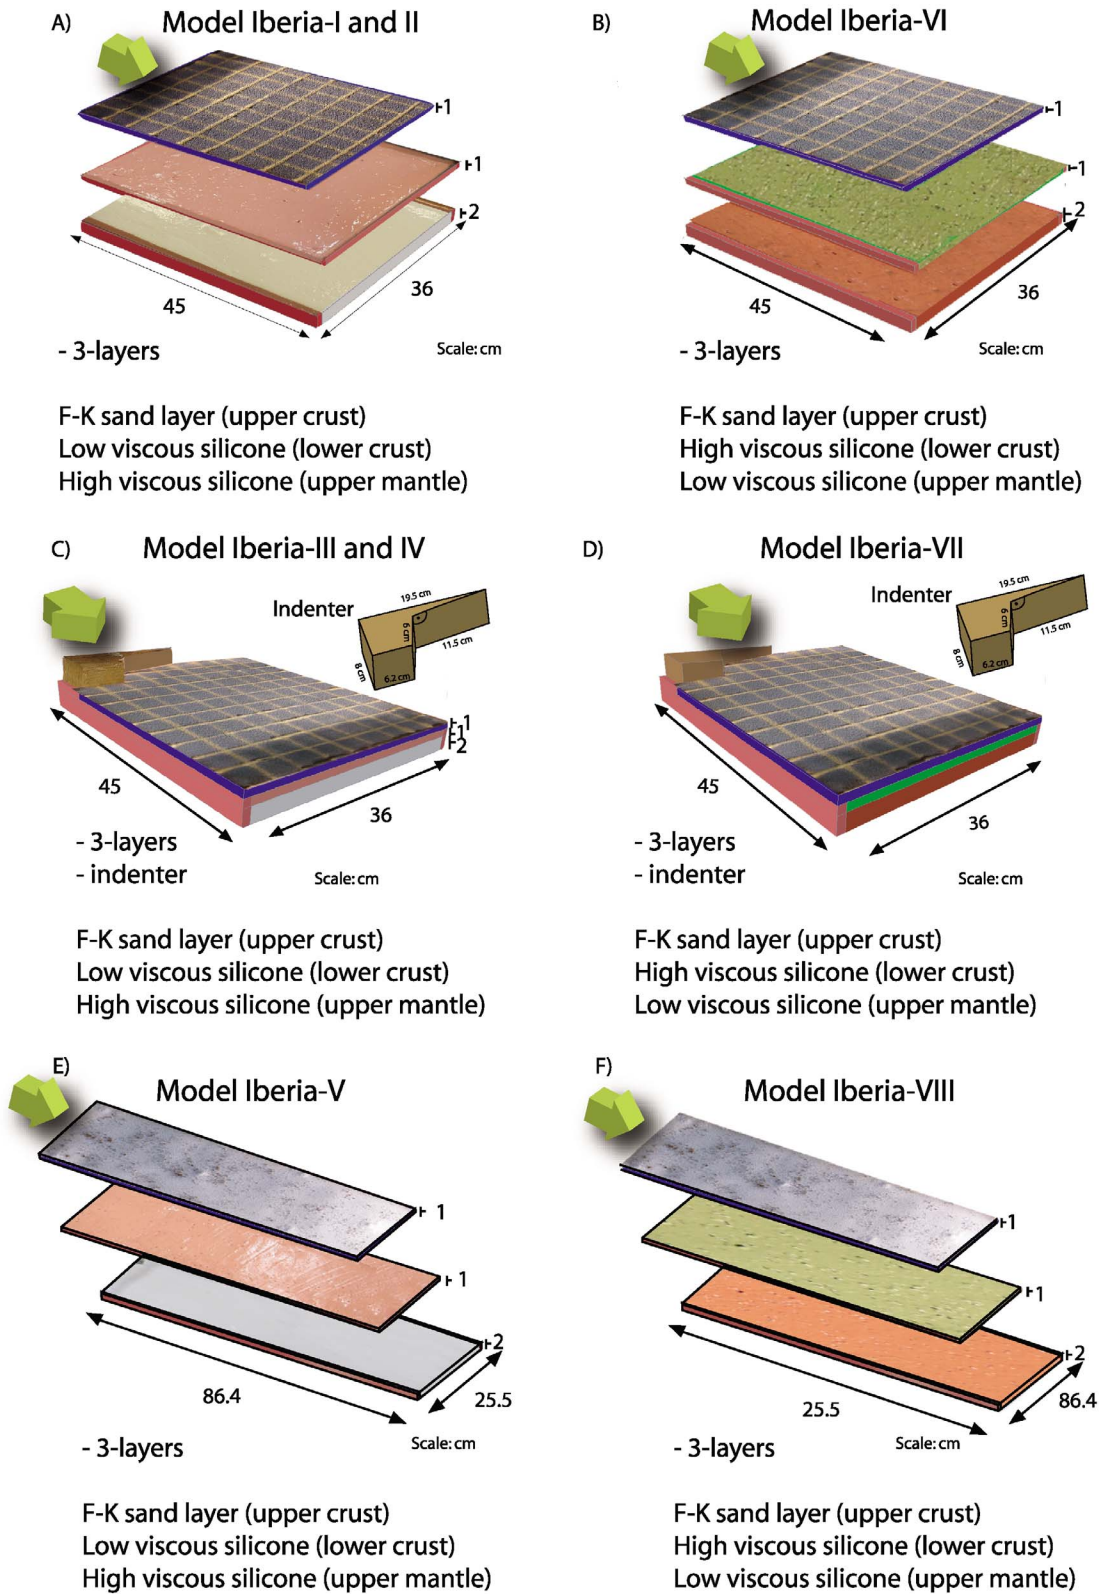 A)
Model Iberia-I and II
1
1
2
45
36
- 3-layers
Scale: cm
F-K sand layer (upper crust)
Low viscous silicone (lower crust)
High viscous silicone (upper mantle)
B)
Model Iberia-VI
1
1
2
45
36
- 3-layers
Scale: cm
F-K sand layer (upper crust)
High viscous silicone (lower crust)
Low viscous silicone (upper mantle)
C)
Model Iberia-III and IV
Indenter
19.5 cm
6 cm
11.5 cm
8 cm
6.2 cm
1
1
2
45
36
- 3-layers
- indenter
Scale: cm
F-K sand layer (upper crust)
Low viscous silicone (lower crust)
High viscous silicone (upper mantle)
D)
Model Iberia-VII
Indenter
19.5 cm
6 cm
11.5 cm
8 cm
6.2 cm
45
36
- 3-layers
- indenter
Scale: cm
F-K sand layer (upper crust)
High viscous silicone (lower crust)
Low viscous silicone (upper mantle)
E)
Model Iberia-V
1
1
2
86.4
25.5
- 3-layers
Scale: cm
F-K sand layer (upper crust)
Low viscous silicone (lower crust)
High viscous silicone (upper mantle)
F)
Model Iberia-VIII
1
1
2
25.5
86.4
- 3-layers
Scale: cm
F-K sand layer (upper crust)
High viscous silicone (lower crust)
Low viscous silicone (upper mantle)